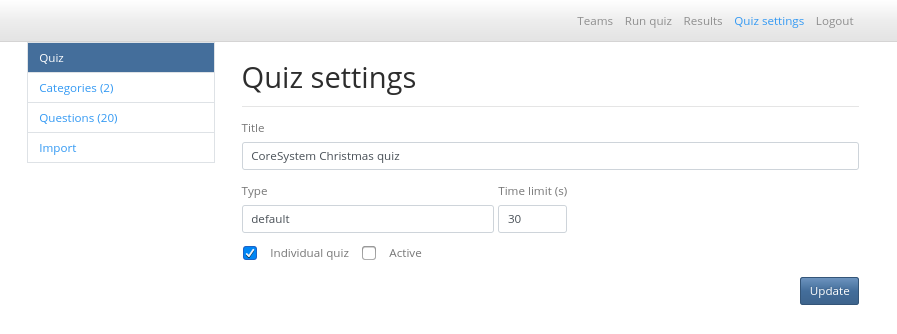 Teams Run quiz Results Quiz settings Logout
Quiz
Categories (2)
Questions (20)
Import
Quiz settings
Title
CoreSystem Christmas quiz
Type Time limit (s)
default 30
Individual quiz Active
Update